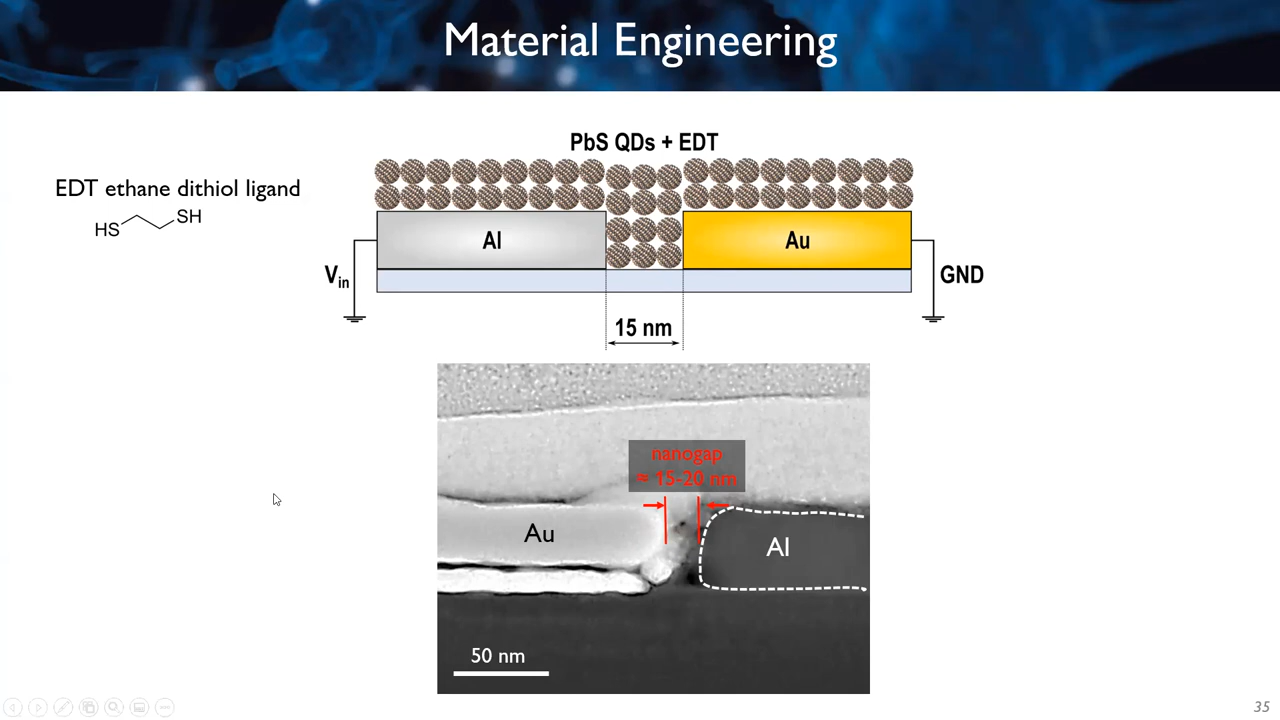 Material Engineering
PbS QDs + EDT
EDT ethane dithiol ligand
HS
SH
Al
Au
Vin
GND
15 nm
nanogap
≈ 15-20 nm
Au
Al
50 nm
35